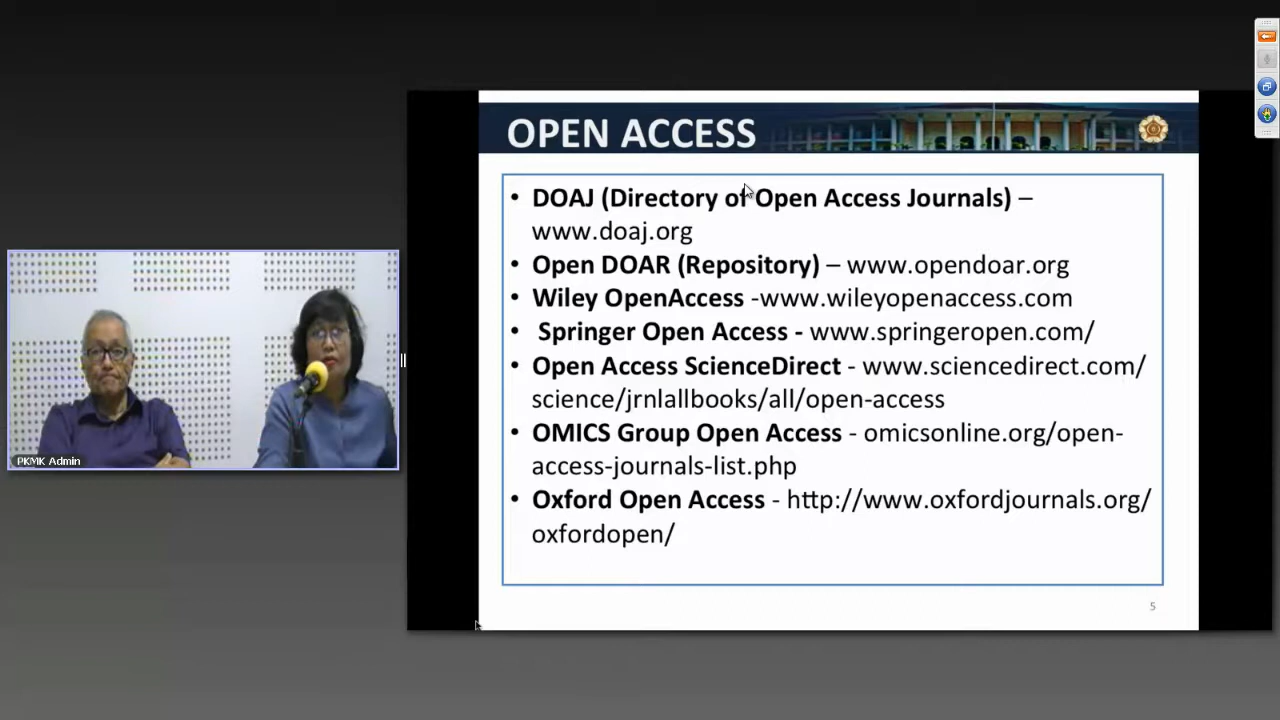 OPEN ACCESS
• DOAJ (Directory of Open Access Journals) –
www.doaj.org
• Open DOAR (Repository) – www.opendoar.org
• Wiley OpenAccess -www.wileyopenaccess.com
• Springer Open Access - www.springeropen.com/
• Open Access ScienceDirect - www.sciencedirect.com/
science/jrnlallbooks/all/open-access
• OMICS Group Open Access - omicsonline.org/open-
access-journals-list.php
• Oxford Open Access - http://www.oxfordjournals.org/
oxfordopen/
5
PKMK Admin